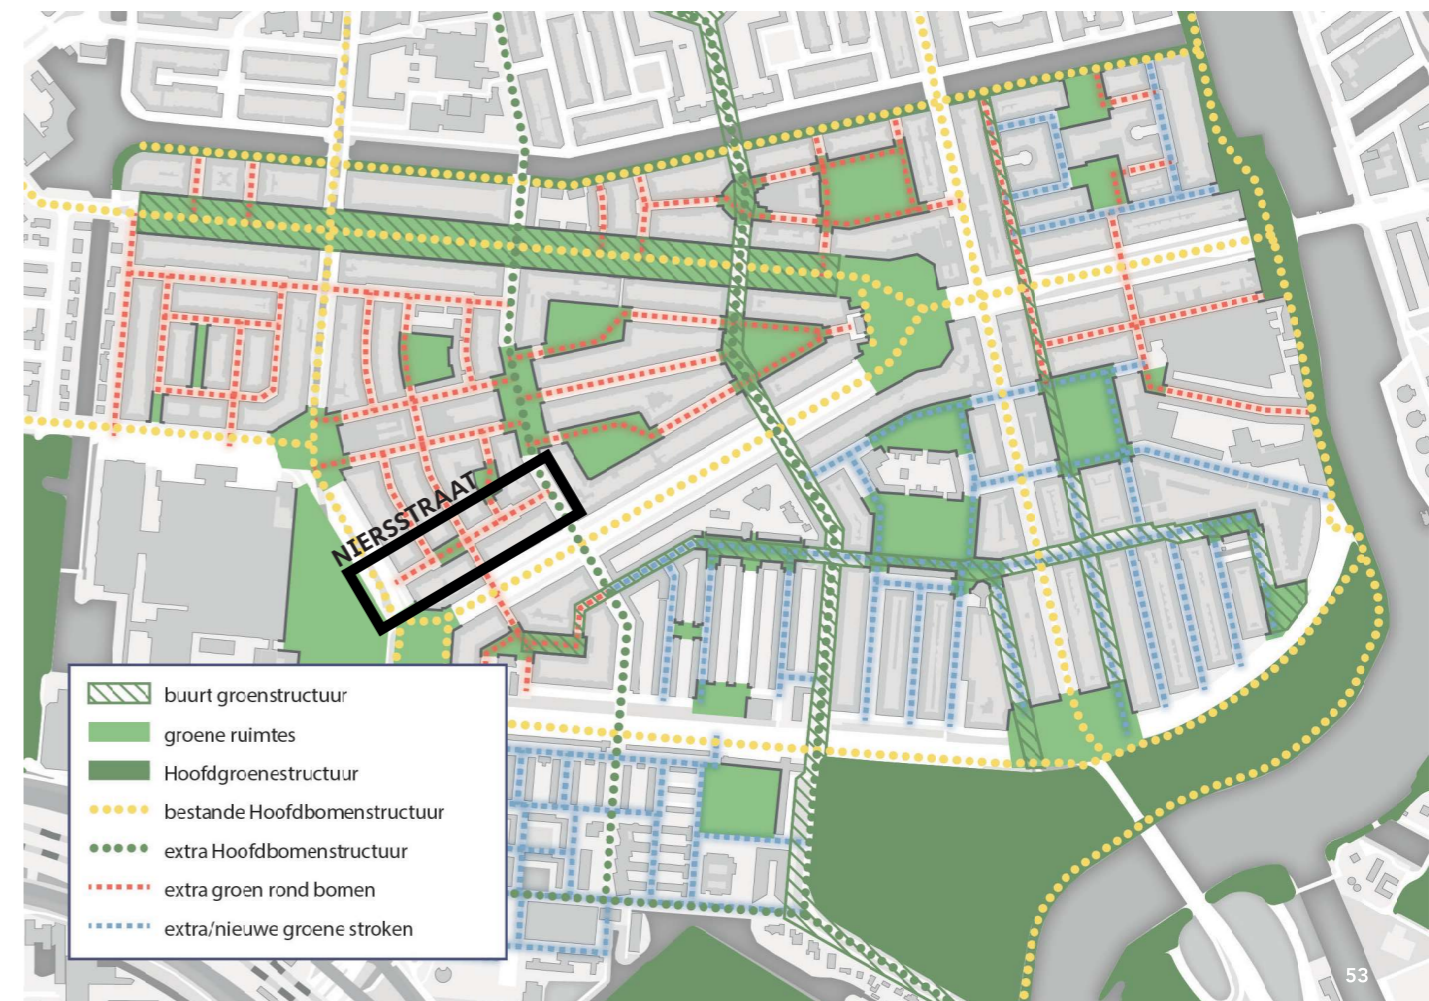 NIERSSTRAAT
buurt groenstructuur
groene ruimtes
Hoofdgroenestructuur
bestande Hoofdbomenstructuur
extra Hoofdbomenstructuur
extra groen rond bomen
extra/nieuwe groene stroken
53